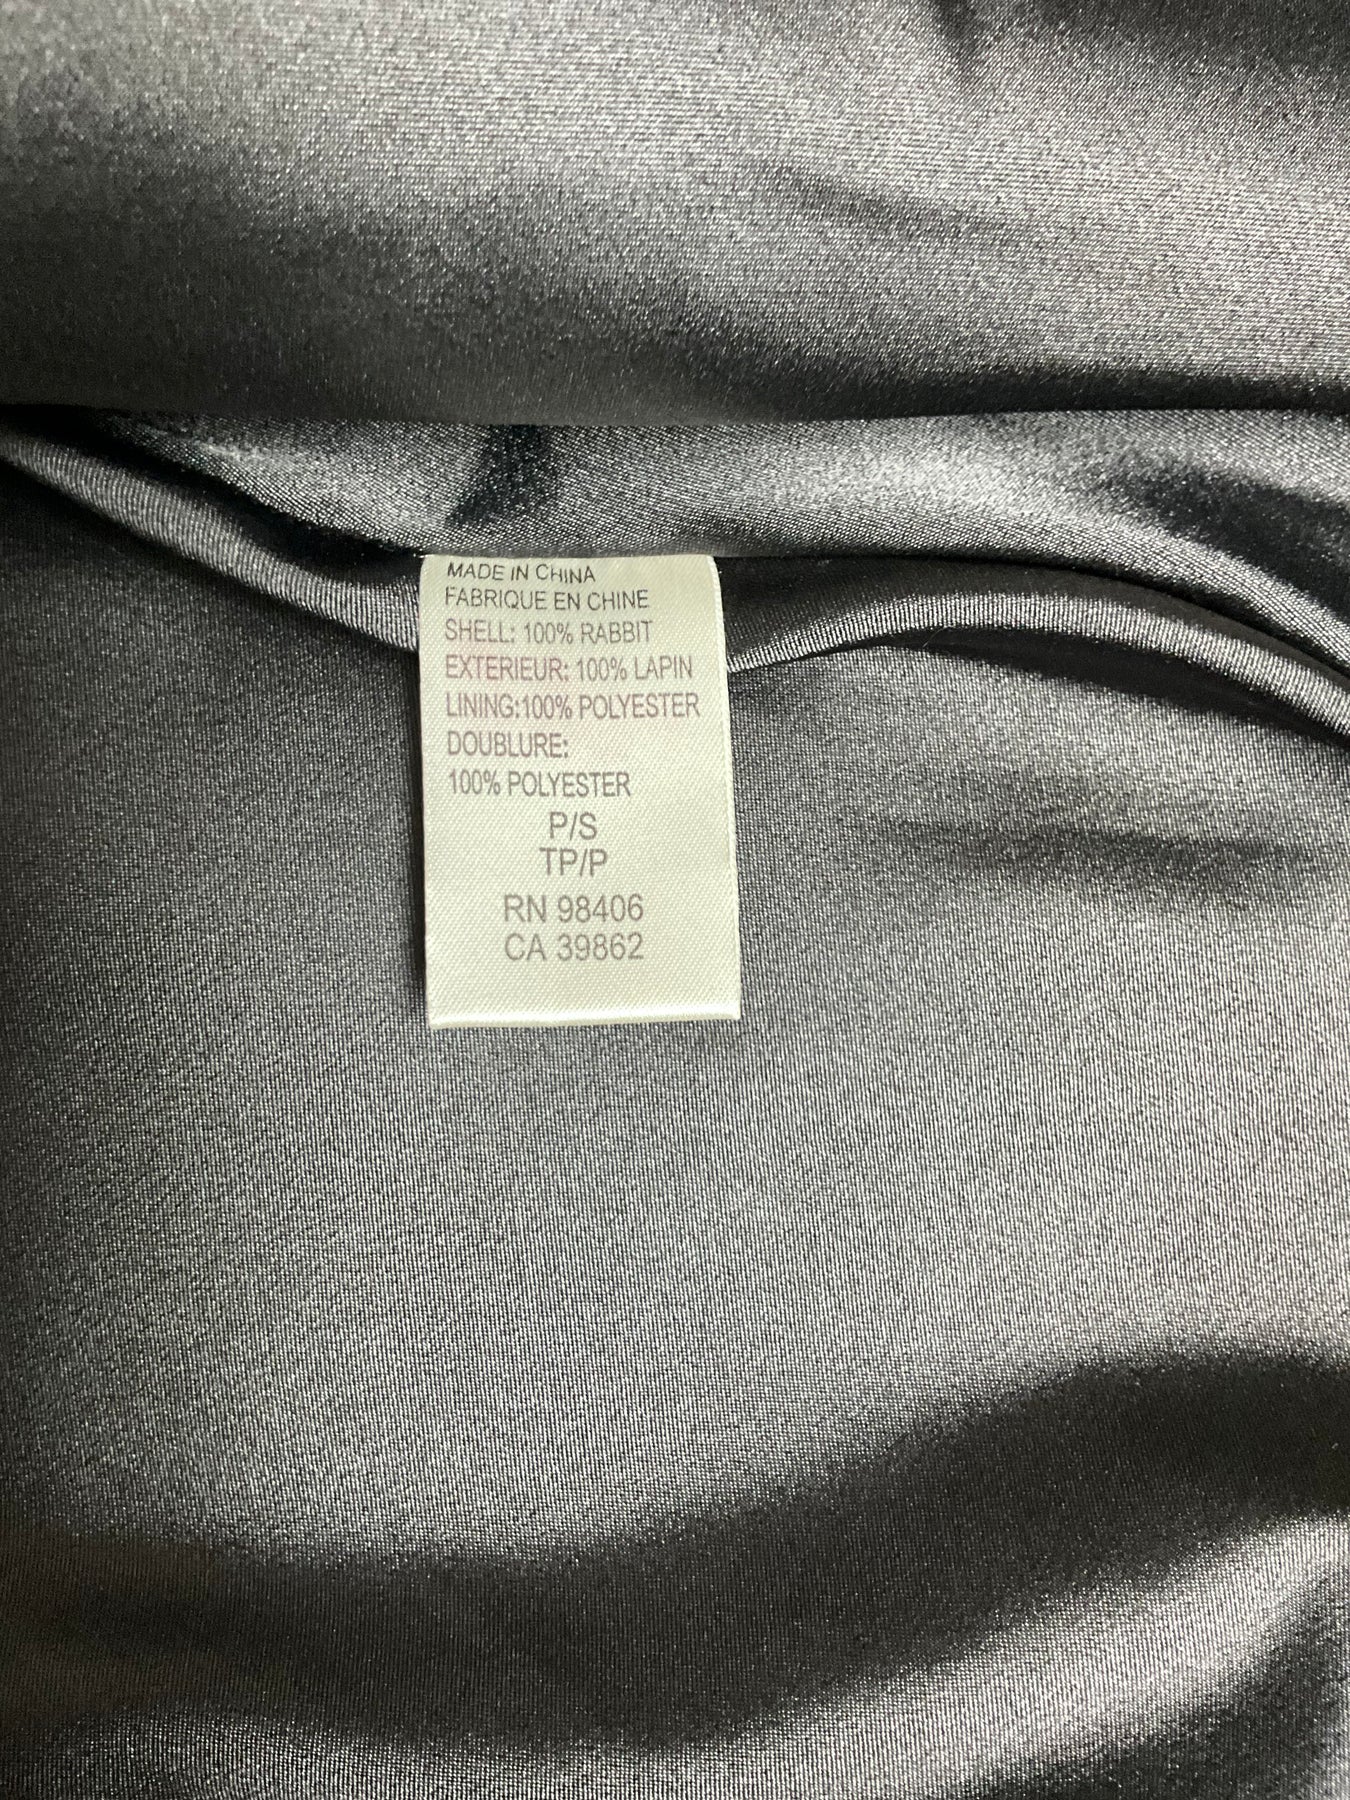 MADE IN CHINA
FABRIQUE EN CHINE
SHELL: 100% RABBIT
EXTERIEUR: 100% LAPIN
LINING:100% POLYESTER
DOUBLURE:
100% POLYESTER
P/S
TP/P
RN 98406
CA 39862